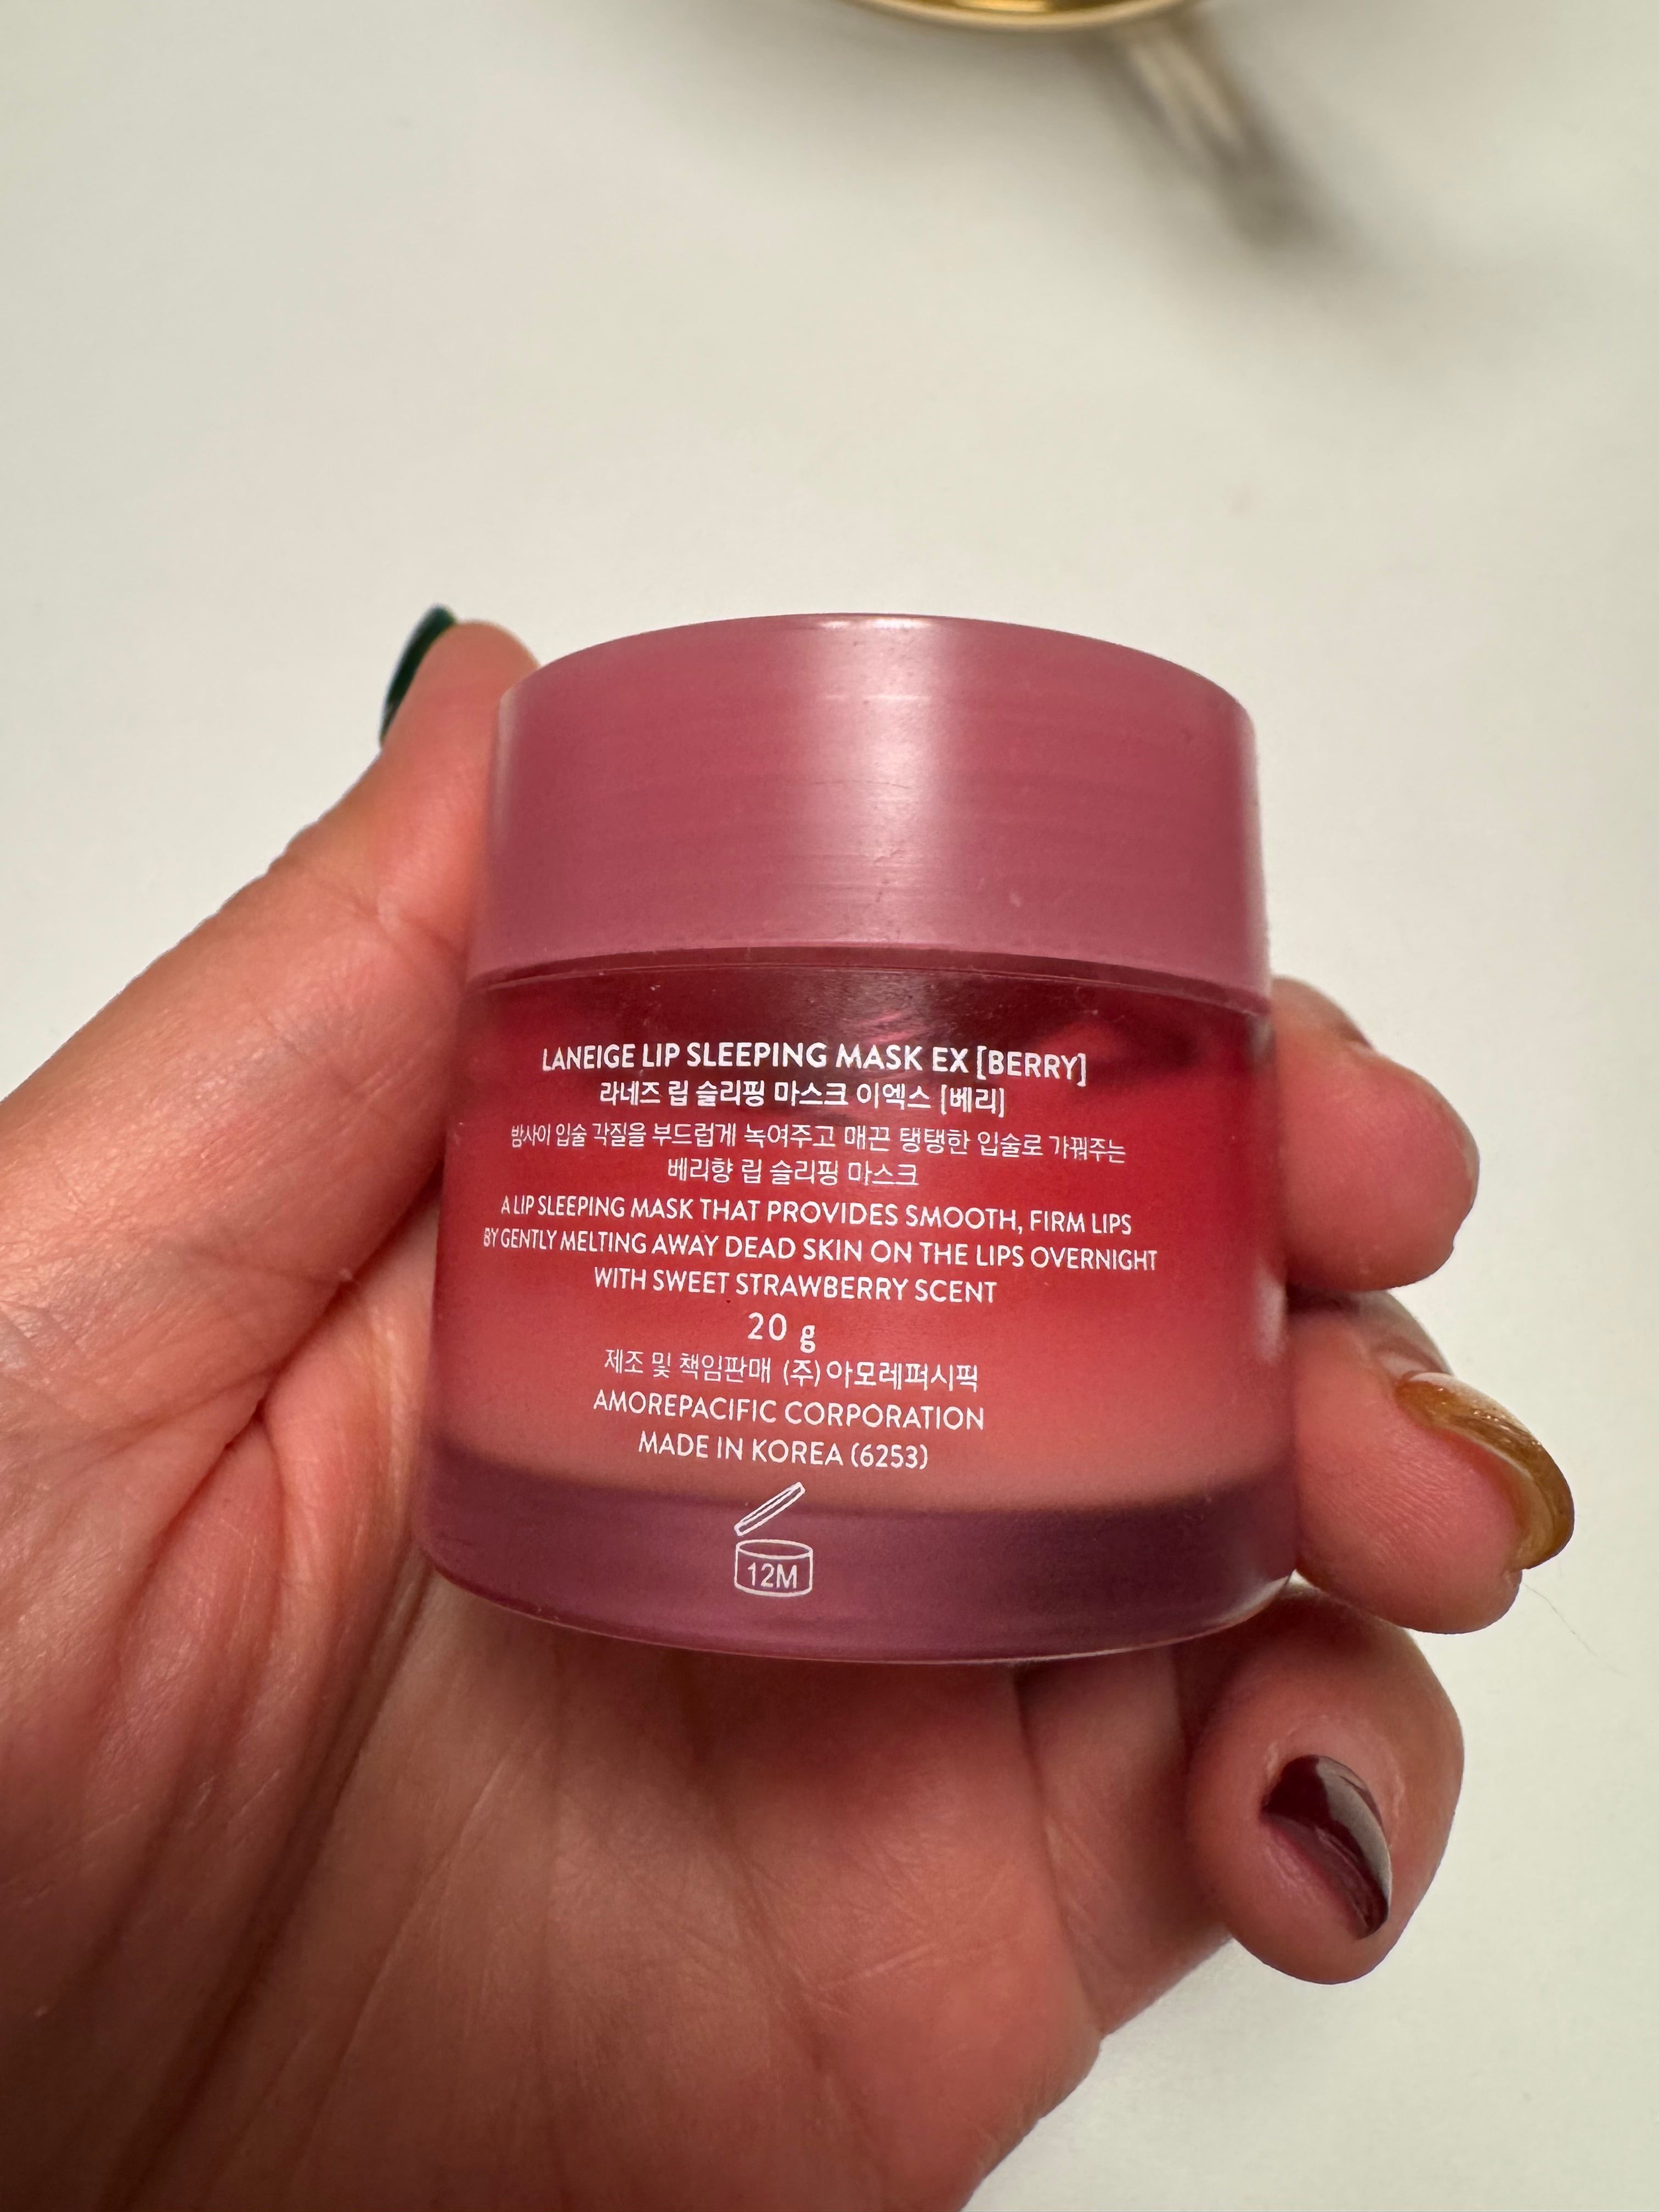 LANEIGE LIP SLEEPING MASK EX [BERRY]
라네즈 립 슬리핑 마스크 이엑스 [베리]
밤사이 입술 각질을 부드럽게 녹여주고 매끈 탱탱한 입술로 가꿔주는
베리향 립 슬리핑 마스크
A LIP SLEEPING MASK THAT PROVIDES SMOOTH, FIRM LIPS
BY GENTLY MELTING AWAY DEAD SKIN ON THE LIPS OVERNIGHT
WITH SWEET STRAWBERRY SCENT
20 g
제조 및 책임판매 (주)아모레퍼시픽
AMOREPACIFIC CORPORATION
MADE IN KOREA (6253)
12M